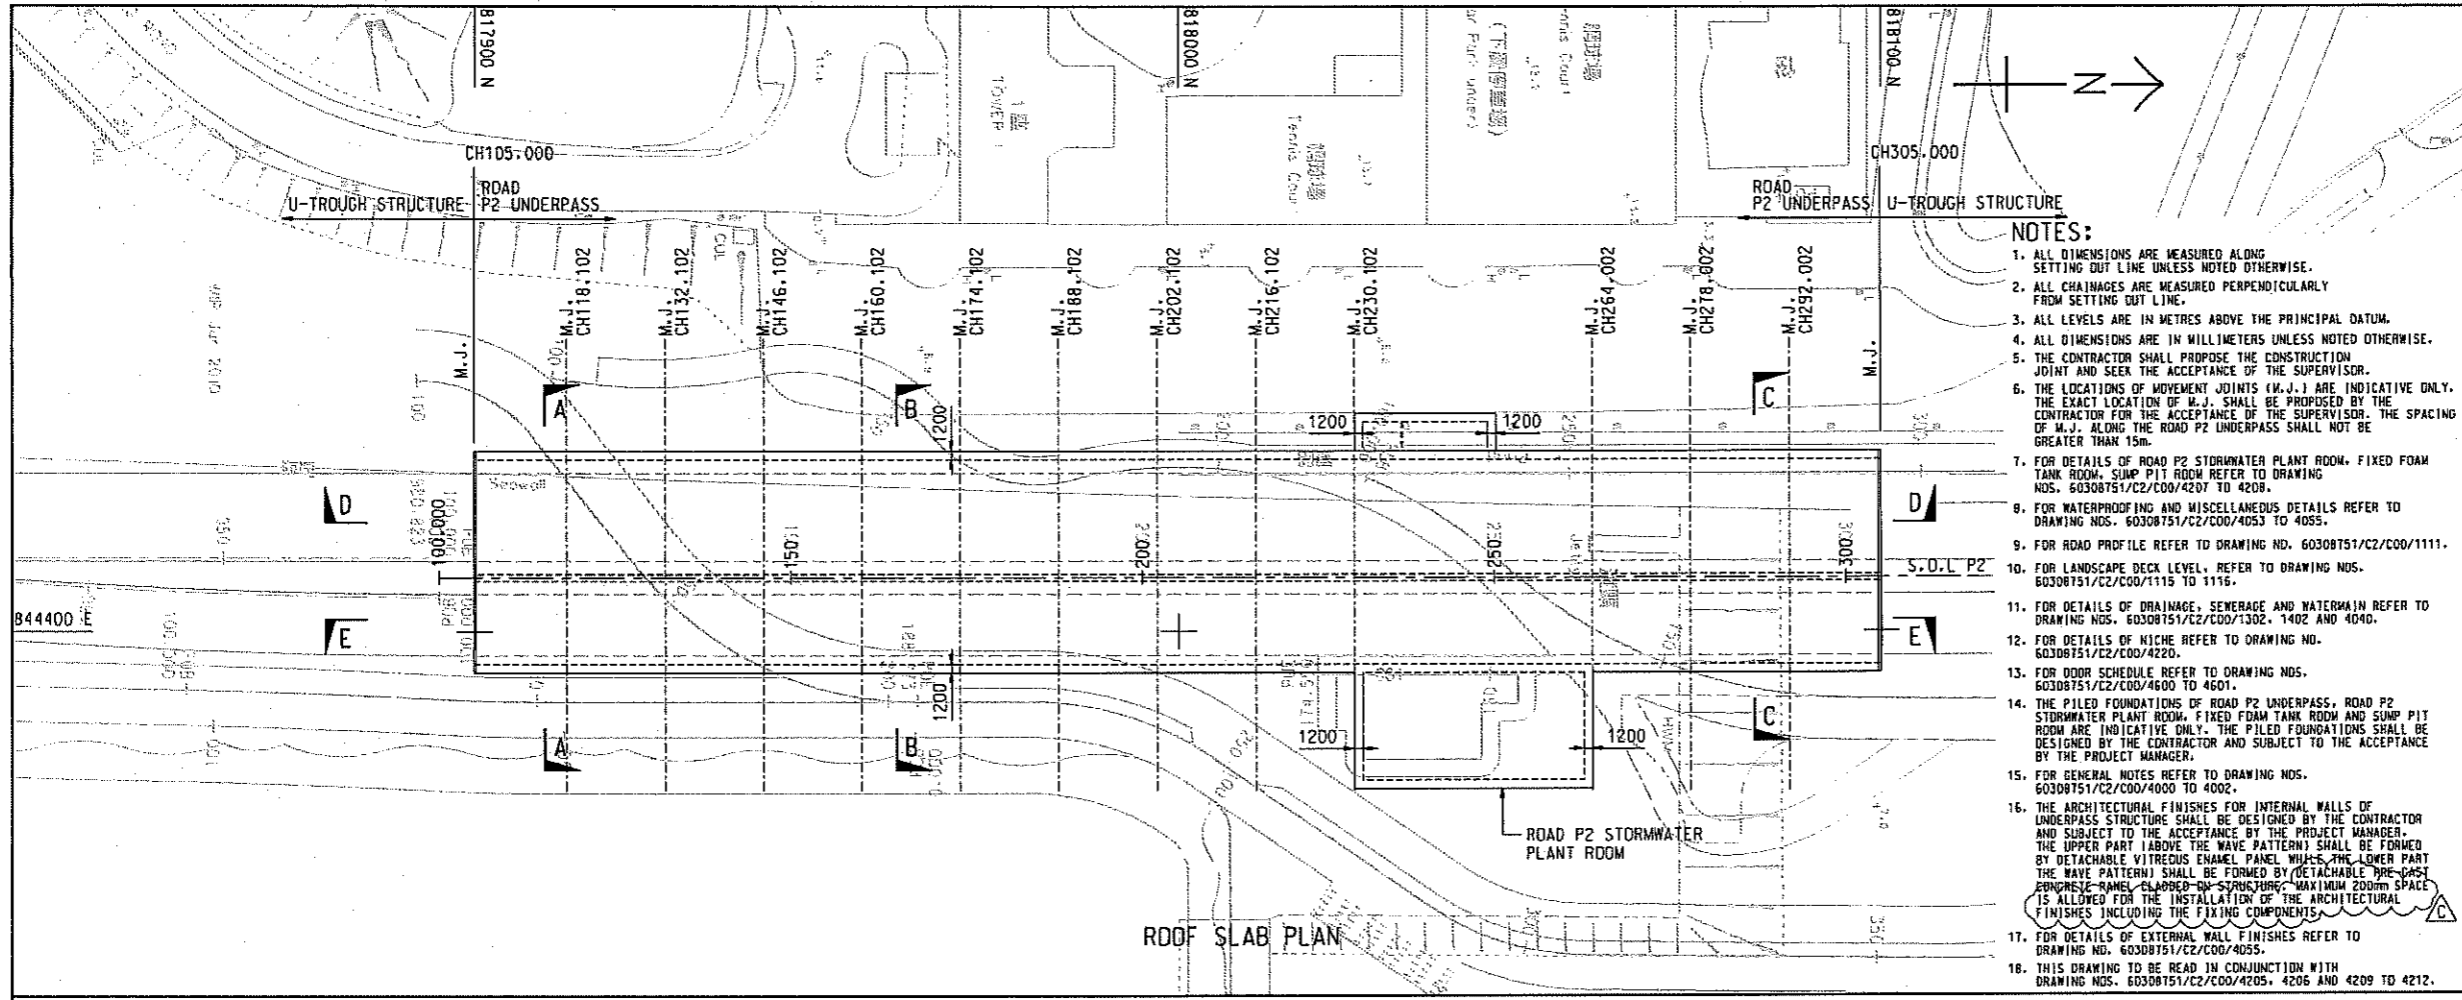 817900 N
818000 N
818100 N
N
TOWER 1
Tennis Court
CH105.000
CH305.000
ROAD
U-TROUGH STRUCTURE P2 UNDERPASS
ROAD
P2 UNDERPASS U-TROUGH STRUCTURE
CUL
M.J.
M.J.
CH118.102
M.J.
CH132.102
M.J.
CH146.102
M.J.
CH160.102
M.J.
CH174.102
M.J.
CH188.102
M.J.
CH202.102
M.J.
CH216.102
M.J.
CH230.102
M.J.
CH264.002
M.J.
CH278.002
M.J.
CH292.002
M.J.
A
B
C
1200
1200
1200
Seawall
D
D
150
200
250
300
S.O.L P2
844400 E
E
E
1200
1200
1200
A
B
C
ROAD P2 STORMWATER
PLANT ROOM
ROOF SLAB PLAN
NOTES:
1. ALL DIMENSIONS ARE MEASURED ALONG
SETTING OUT LINE UNLESS NOTED OTHERWISE.
2. ALL CHAINAGES ARE MEASURED PERPENDICULARLY
FROM SETTING OUT LINE.
3. ALL LEVELS ARE IN METRES ABOVE THE PRINCIPAL DATUM.
4. ALL DIMENSIONS ARE IN MILLIMETERS UNLESS NOTED OTHERWISE.
5. THE CONTRACTOR SHALL PROPOSE THE CONSTRUCTION
JOINT AND SEEK THE ACCEPTANCE OF THE SUPERVISOR.
6. THE LOCATIONS OF MOVEMENT JOINTS (M.J.) ARE INDICATIVE ONLY.
THE EXACT LOCATION OF M.J. SHALL BE PROPOSED BY THE
CONTRACTOR FOR THE ACCEPTANCE OF THE SUPERVISOR. THE SPACING
OF M.J. ALONG THE ROAD P2 UNDERPASS SHALL NOT BE
GREATER THAN 15m.
7. FOR DETAILS OF ROAD P2 STORMWATER PLANT ROOM, FIXED FOAM
TANK ROOM, SUMP PIT ROOM REFER TO DRAWING
NOS. 60308751/C2/C00/4207 TO 4208.
8. FOR WATERPROOFING AND MISCELLANEOUS DETAILS REFER TO
DRAWING NOS. 60308751/C2/C00/4053 TO 4055.
9. FOR ROAD PROFILE REFER TO DRAWING NO. 60308751/C2/C00/1111.
10. FOR LANDSCAPE DECK LEVEL, REFER TO DRAWING NOS.
60308751/C2/C00/1115 TO 1116.
11. FOR DETAILS OF DRAINAGE, SEWERAGE AND WATERMAIN REFER TO
DRAWING NOS. 60308751/C2/C00/1302, 1402 AND 4040.
12. FOR DETAILS OF NICHE REFER TO DRAWING NO.
60308751/C2/C00/4220.
13. FOR DOOR SCHEDULE REFER TO DRAWING NOS.
60308751/C2/C00/4600 TO 4601.
14. THE PILED FOUNDATIONS OF ROAD P2 UNDERPASS, ROAD P2
STORMWATER PLANT ROOM, FIXED FOAM TANK ROOM AND SUMP PIT
ROOM ARE INDICATIVE ONLY. THE PILED FOUNDATIONS SHALL BE
DESIGNED BY THE CONTRACTOR AND SUBJECT TO THE ACCEPTANCE
BY THE PROJECT MANAGER.
15. FOR GENERAL NOTES REFER TO DRAWING NOS.
60308751/C2/C00/4000 TO 4002.
16. THE ARCHITECTURAL FINISHES FOR INTERNAL WALLS OF
UNDERPASS STRUCTURE SHALL BE DESIGNED BY THE CONTRACTOR
AND SUBJECT TO THE ACCEPTANCE BY THE PROJECT MANAGER.
THE UPPER PART (ABOVE THE WAVE PATTERN) SHALL BE FORMED
BY DETACHABLE VITREOUS ENAMEL PANEL WHILE THE LOWER PART
THE WAVE PATTERN) SHALL BE FORMED BY DETACHABLE PRE-CAST
CONCRETE PANEL CLADDED ON STRUCTURE. MAXIMUM 200mm SPACE
IS ALLOWED FOR THE INSTALLATION OF THE ARCHITECTURAL
FINISHES INCLUDING THE FIXING COMPONENTS.
C
17. FOR DETAILS OF EXTERNAL WALL FINISHES REFER TO
DRAWING NO. 60308751/C2/C00/4055.
18. THIS DRAWING TO BE READ IN CONJUNCTION WITH
DRAWING NOS. 60308751/C2/C00/4205, 4206 AND 4209 TO 4212.